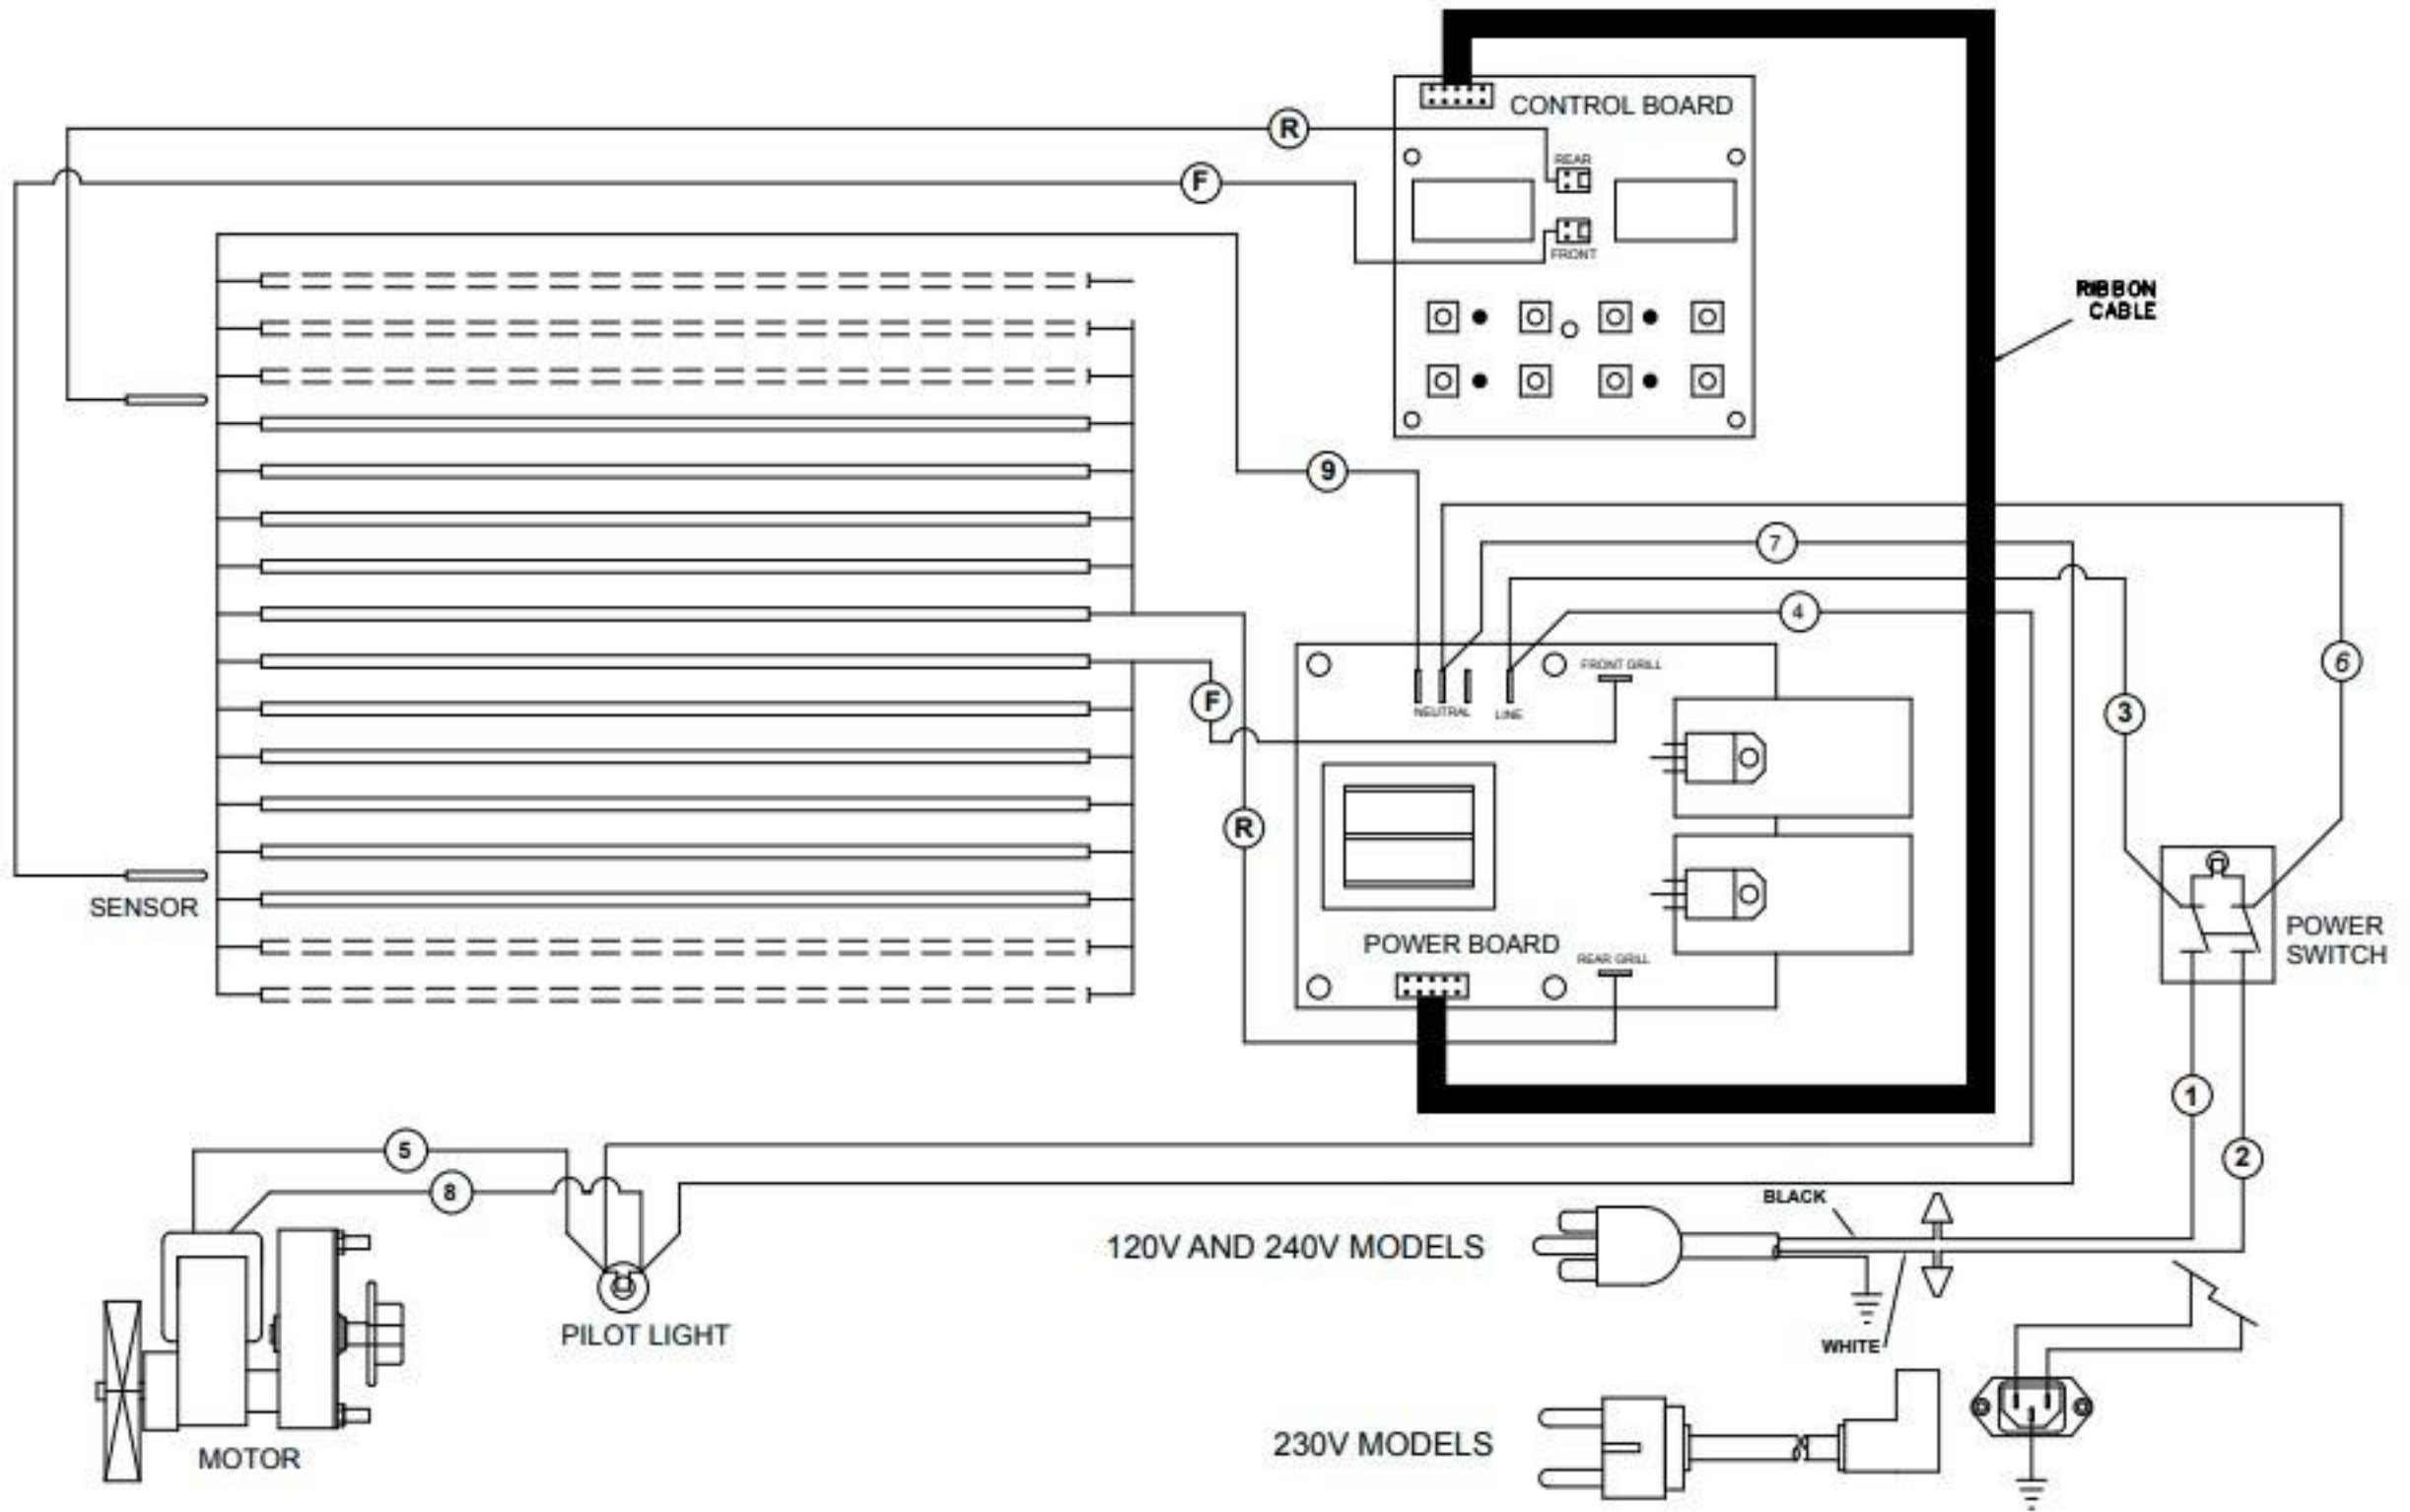 CONTROL BOARD
R
REAR
F
FRONT
RIBBON
CABLE
9
7
4
FRONT GRILL
6
F
NEUTRAL
LINE
3
R
SENSOR
POWER BOARD
REAR GRILL
POWER
SWITCH
1
5
2
8
BLACK
120V AND 240V MODELS
PILOT LIGHT
WHITE
230V MODELS
MOTOR